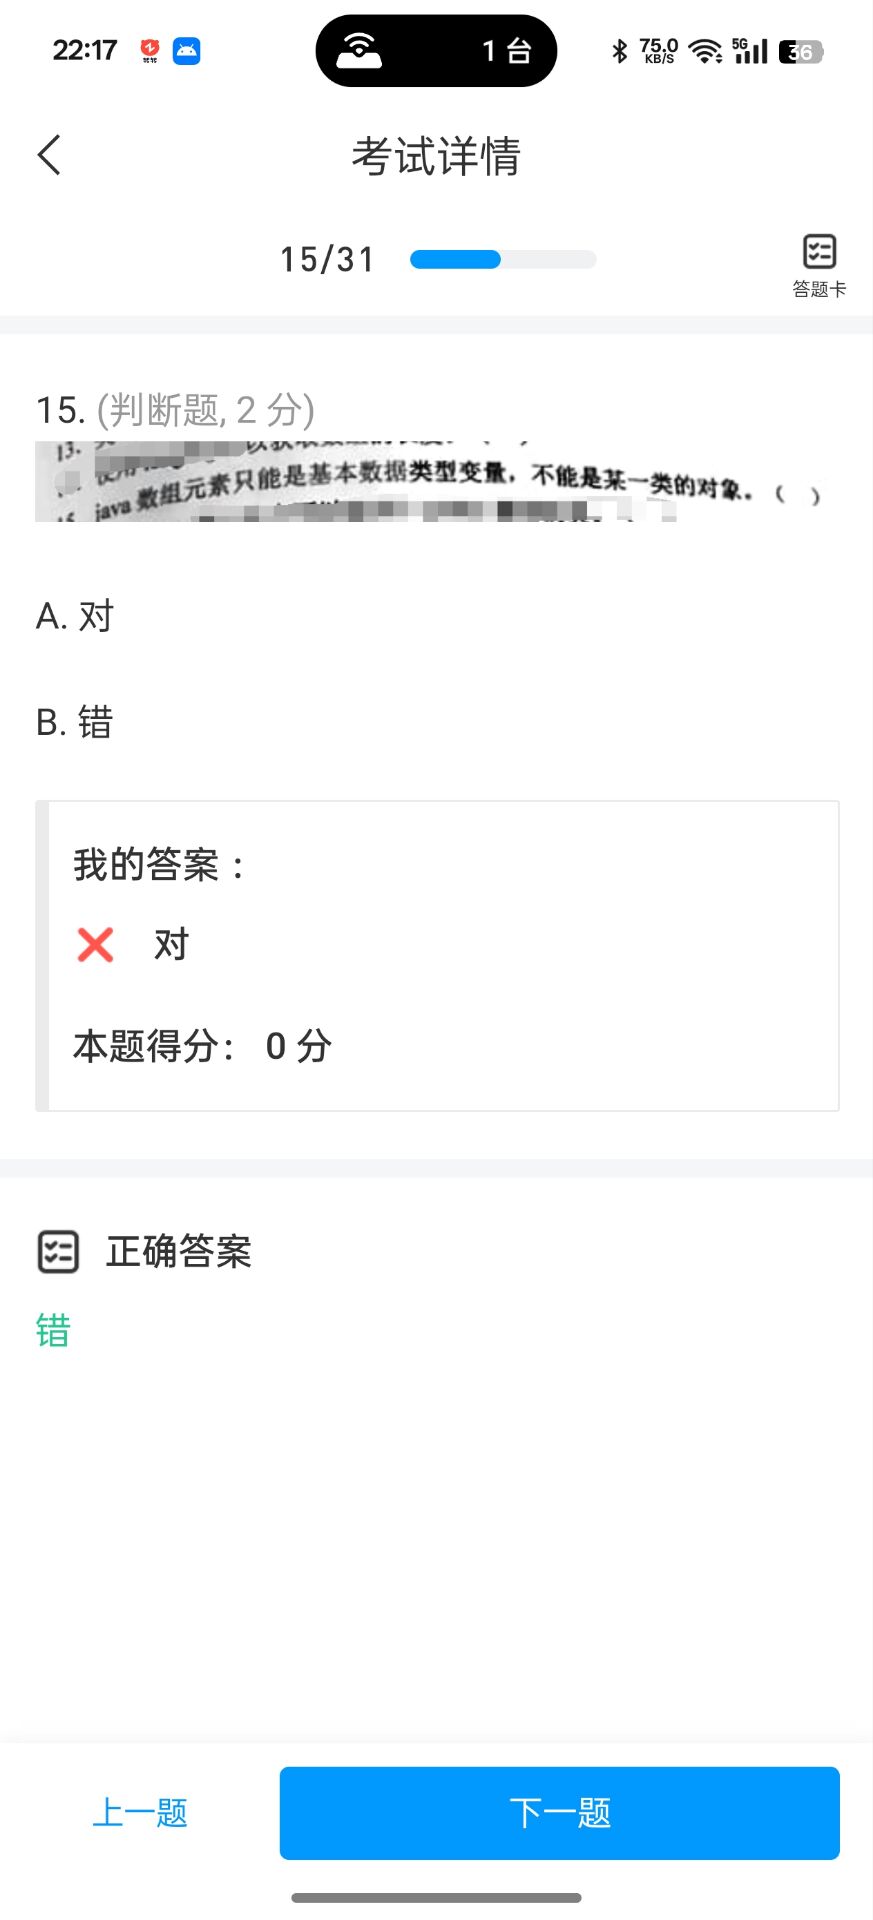 22:17
1 台
75.0
KB/S
5G
36
考试详情
15/31
答题卡
15. (判断题, 2 分)
13.
java 数组元素只能是基本数据类型变量，不能是某一类的对象。（ ）
A. 对
B. 错
我的答案：
对
本题得分： 0 分
正确答案
错
上一题
下一题